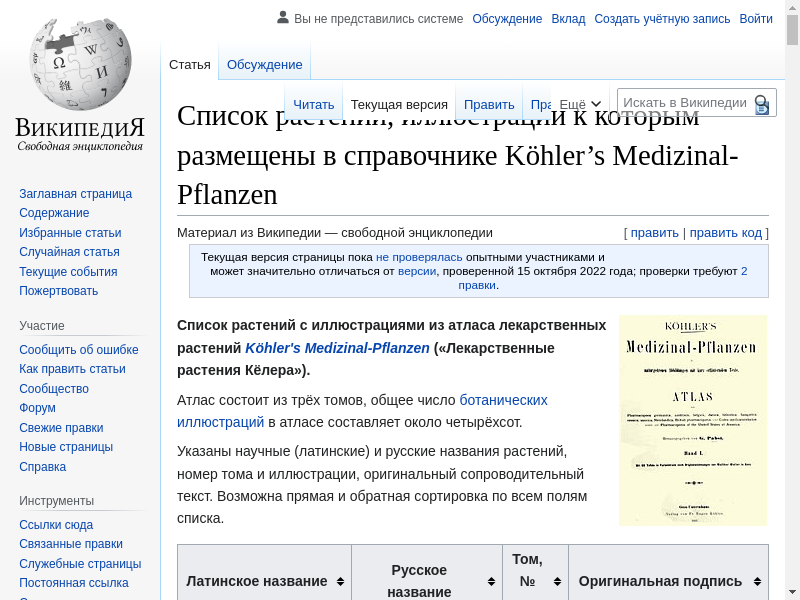 Вы не представились системе Обсуждение Вклад Создать учётную запись Войти
Статья Обсуждение
Читать Текущая версия Править Пра Ещё Искать в Википедии
ВикипедиЯ
Свободная энциклопедия
Заглавная страница
Содержание
Избранные статьи
Случайная статья
Текущие события
Пожертвовать
Участие
Сообщить об ошибке
Как править статьи
Сообщество
Форум
Свежие правки
Новые страницы
Справка
Инструменты
Ссылки сюда
Связанные правки
Служебные страницы
Постоянная ссылка
Список растений, иллюстрации к которым
размещены в справочнике Köhler’s Medizinal-
Pflanzen
Материал из Википедии — свободной энциклопедии [ править | править код ]
Текущая версия страницы пока не проверялась опытными участниками и
может значительно отличаться от версии, проверенной 15 октября 2022 года; проверки требуют 2
правки.
Список растений с иллюстрациями из атласа лекарственных
растений Köhler's Medizinal-Pflanzen («Лекарственные
растения Кёлера»).
Атлас состоит из трёх томов, общее число ботанических
иллюстраций в атласе составляет около четырёхсот.
Указаны научные (латинские) и русские названия растений,
номер тома и иллюстрации, оригинальный сопроводительный
текст. Возможна прямая и обратная сортировка по всем полям
списка.
KÖHLER'S
Medizinal-Pflanzen
ATLAS
G. Pabst.
Band I.
Латинское название
Русское
название
Том,
№
Оригинальная подпись